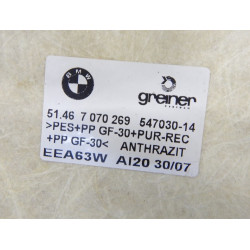 BMW
greiner
51.46 7 070 269 547030-14
>PES+PP GF-30+PUR-REC
+PP GF-30< ANTHRAZIT
EEA63W AI20 30/07